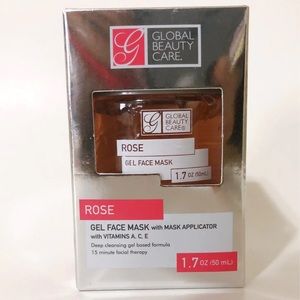 G
GLOBAL
BEAUTY
CARE.
G
GLOBAL
BEAUTY
CARE®
ROSE
GEL FACE MASK
1.7 OZ (50mL)
ROSE
GEL FACE MASK with MASK APPLICATOR
with VITAMINS A, C, E
Deep cleansing gel based formula
15 minute facial therapy
1.7 OZ (50 mL)